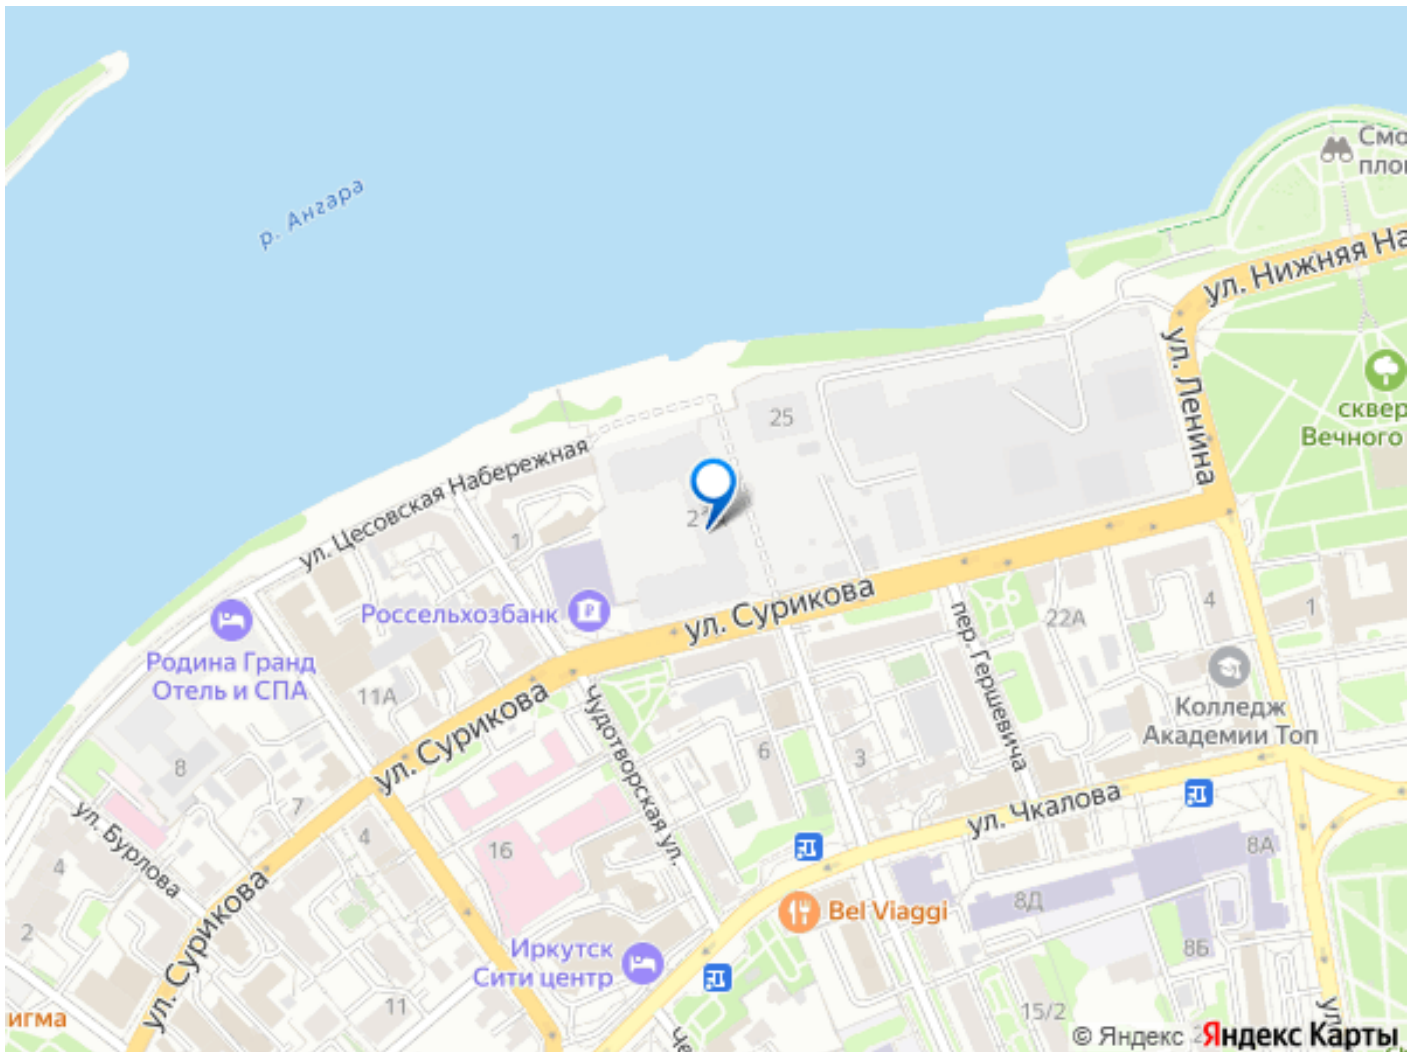 Смо
пло
р. Ангара
ул. Нижняя На
ул. Ленина
сквер
Вечного
25
ул. Цесовская Набережная
2
1
Россельхозбанк
ул. Сурикова
пер. Гершевича
22А
4
1
Родина Гранд
Отель и СПА
11А
Колледж
Академии Топ
ул. Сурикова
Чудотворская ул.
6
3
8
7
ул. Чкалова
ул. Бурлова
4
4
16
8А
ул. Сурикова
8Д
Bel Viaggi
2
8Б
Иркутск
Сити центр
11
15/2
игма
ул.
Че
© Яндекс Яндекс Карты